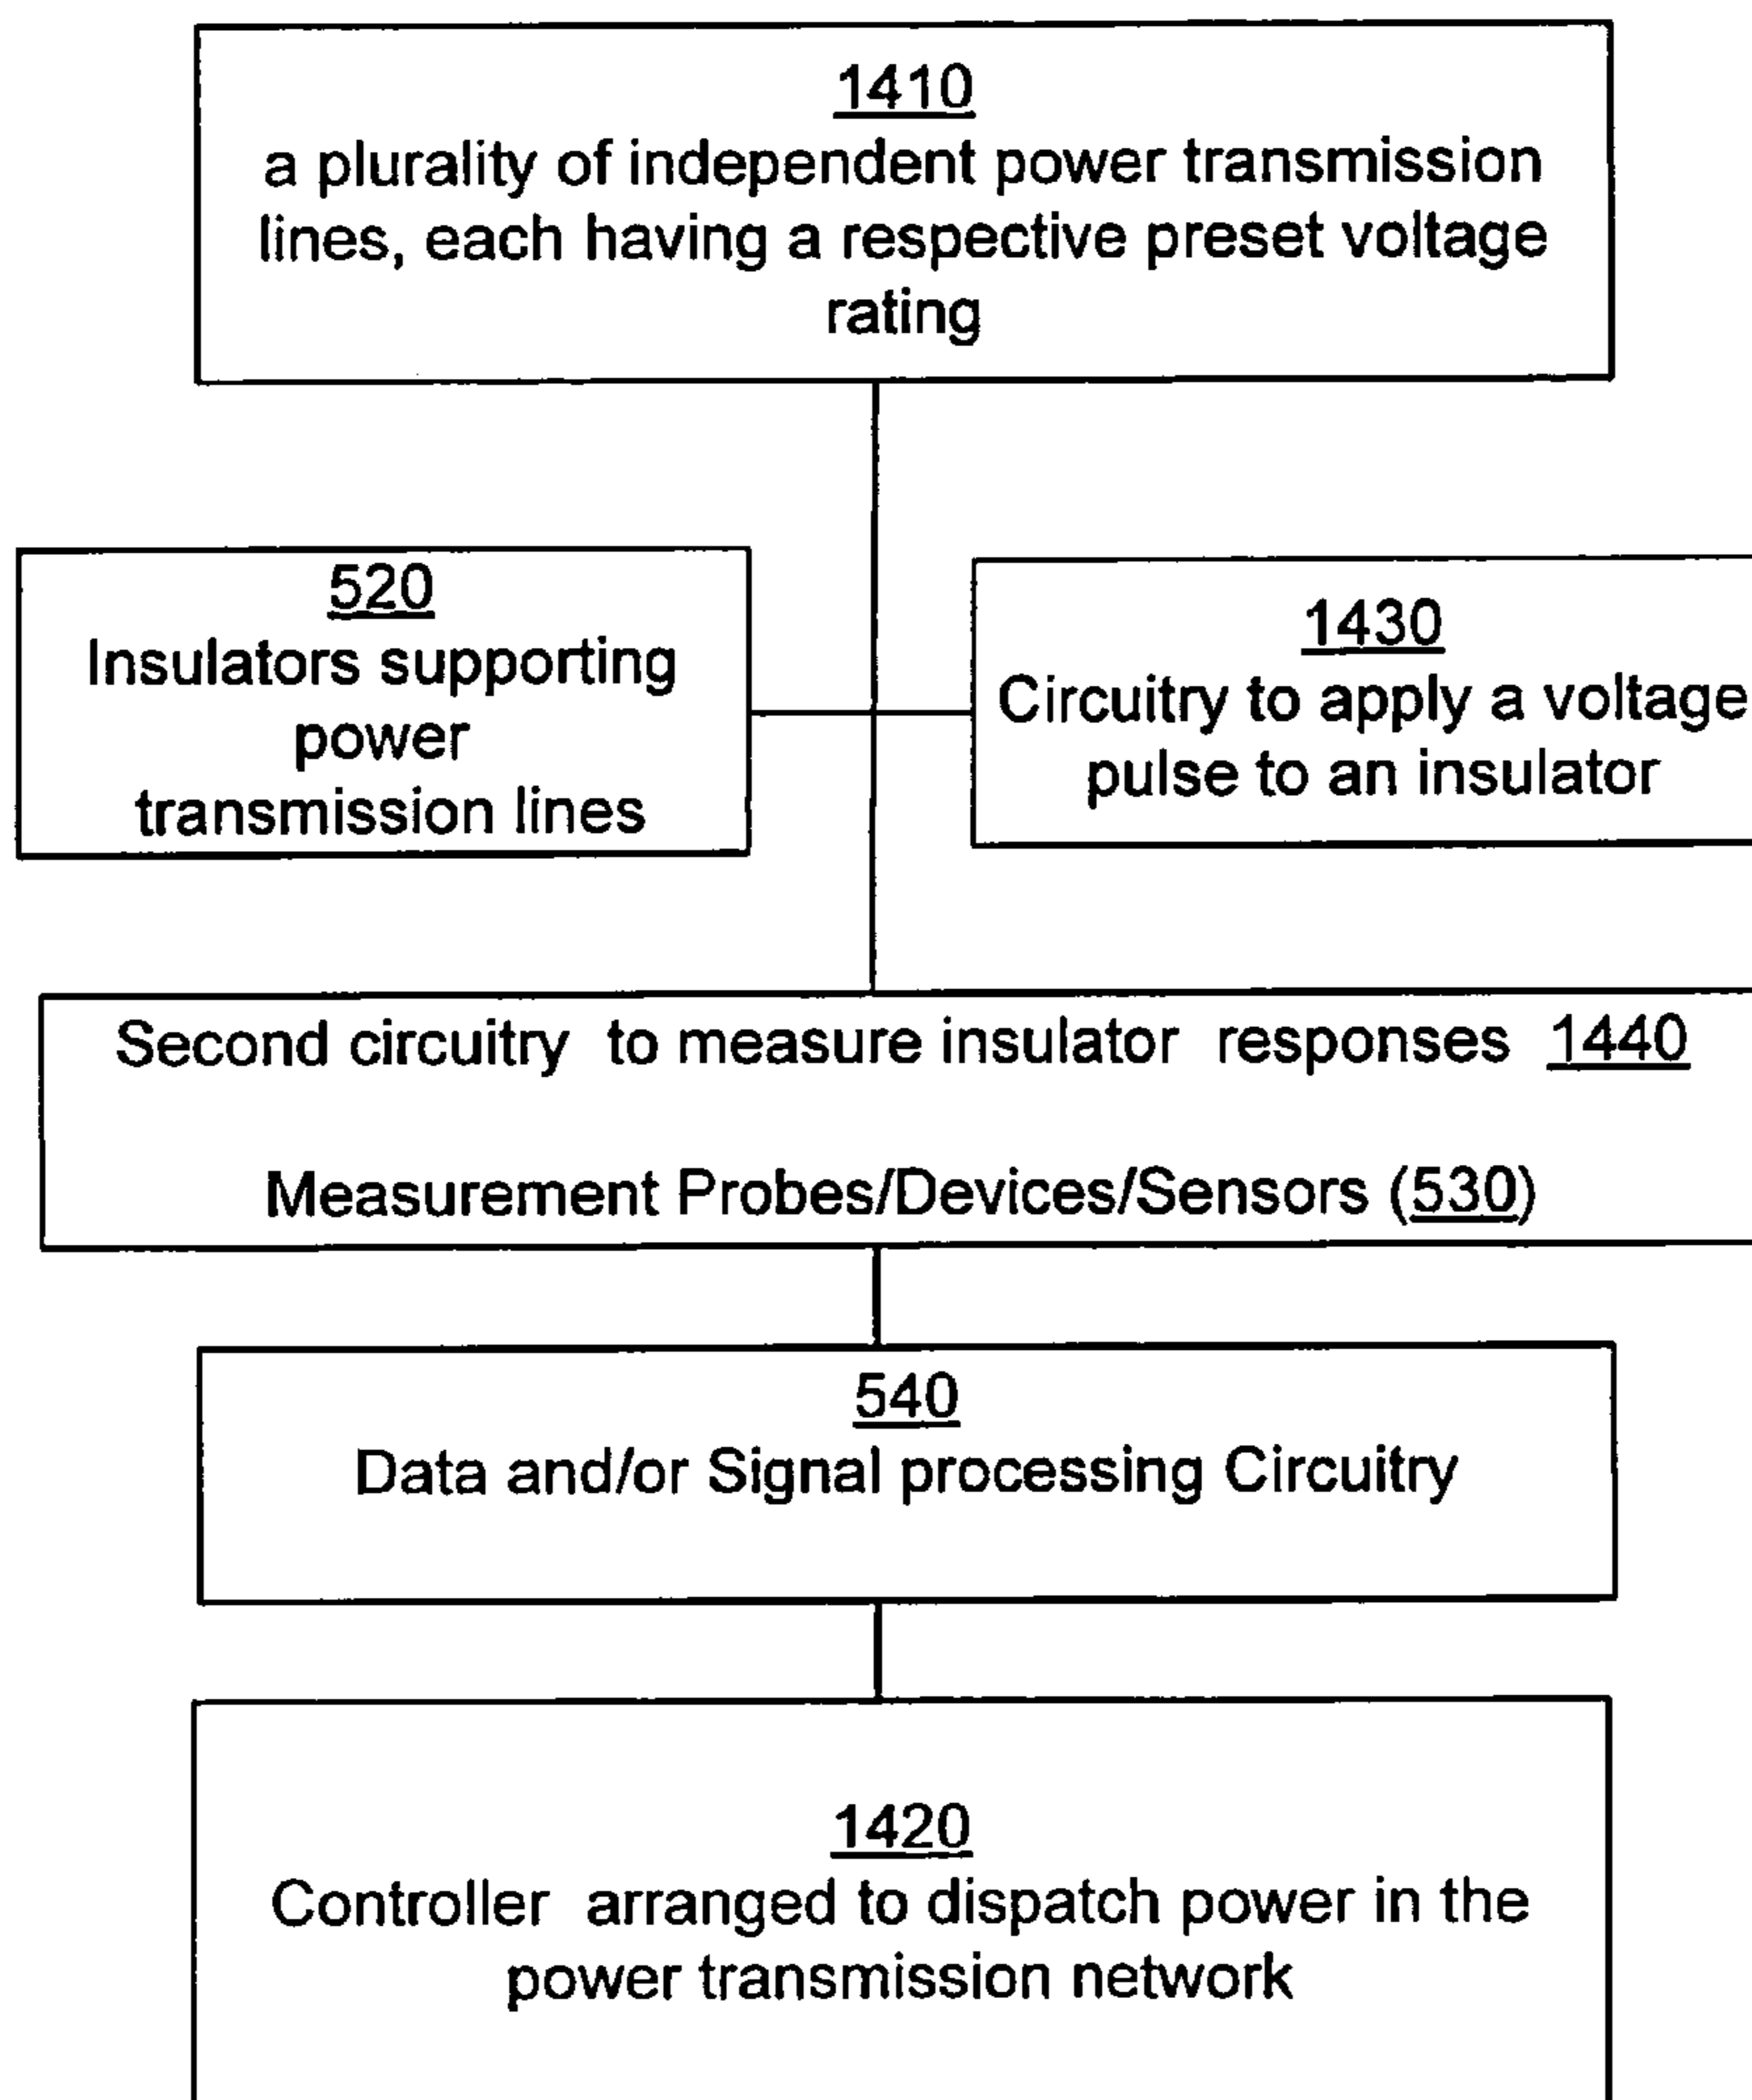 1410
a plurality of independent power transmission
lines, each having a respective preset voltage
rating
520
Insulators supporting
power
transmission lines
1430
Circuitry to apply a voltage
pulse to an insulator
Second circuitry to measure insulator responses 1440
Measurement Probes/Devices/Sensors (530)
540
Data and/or Signal processing Circuitry
1420
Controller arranged to dispatch power in the
power transmission network